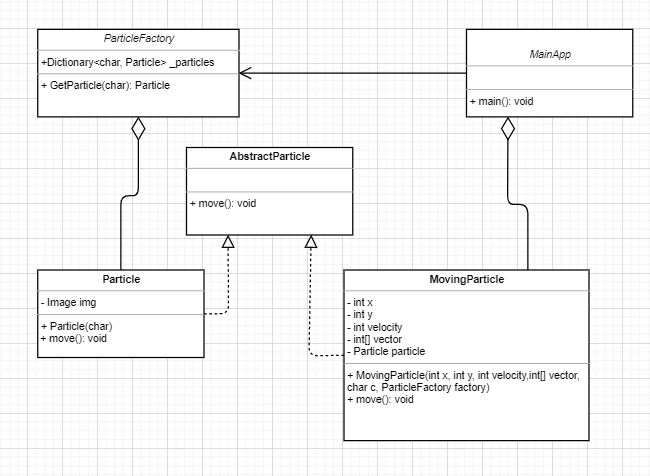 ParticleFactory
+Dictionary<char, Particle> _particles
+ GetParticle(char): Particle
MainApp
+ main(): void
AbstractParticle
+ move(): void
Particle
- Image img
+ Particle(char)
+ move(): void
MovingParticle
- int x
- int y
- int velocity
- int[] vector
- Particle particle
+ MovingParticle(int x, int y, int velocity,int[] vector,
char c, ParticleFactory factory)
+ move(): void